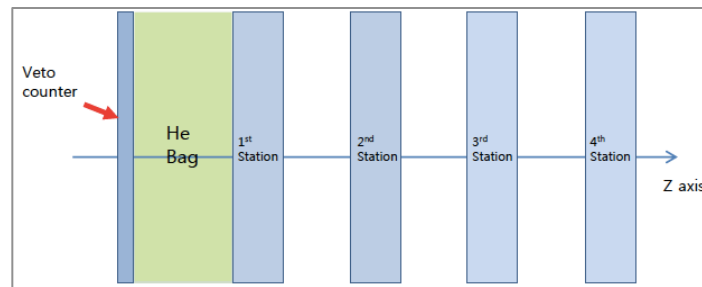 Veto
counter
He
Bag
1st
Station
2nd
Station
3rd
Station
4th
Station
Z axis